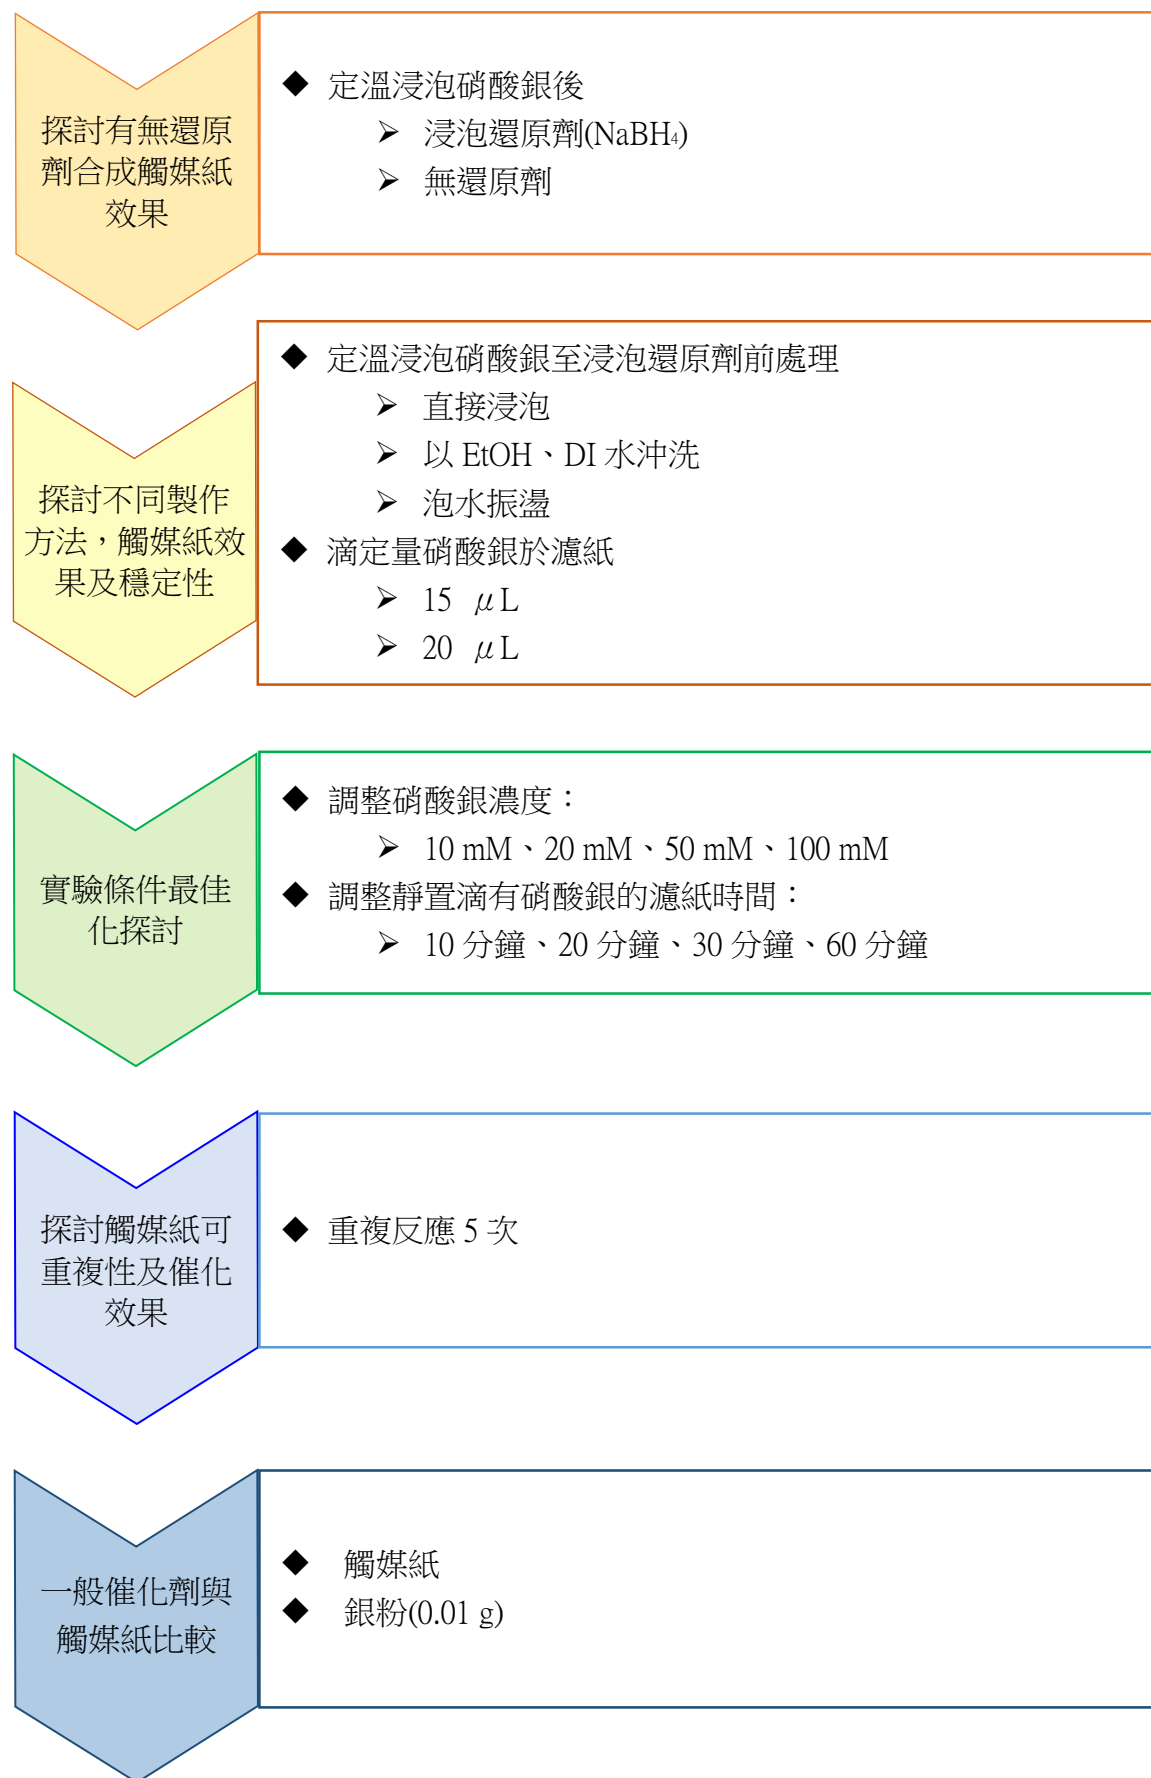 探討有無還原
劑合成觸媒紙
效果
◆ 定溫浸泡硝酸銀後
➢ 浸泡還原劑(NaBH₄)
➢ 無還原劑
探討不同製作
方法，觸媒紙效
果及穩定性
◆ 定溫浸泡硝酸銀至浸泡還原劑前處理
➢ 直接浸泡
➢ 以 EtOH、DI 水沖洗
➢ 泡水振盪
◆ 滴定量硝酸銀於濾紙
➢ 15 μL
➢ 20 μL
實驗條件最佳
化探討
◆ 調整硝酸銀濃度：
➢ 10 mM、20 mM、50 mM、100 mM
◆ 調整靜置滴有硝酸銀的濾紙時間：
➢ 10 分鐘、20 分鐘、30 分鐘、60 分鐘
探討觸媒紙可
重複性及催化
效果
◆ 重複反應 5 次
一般催化劑與
觸媒紙比較
◆ 觸媒紙
◆ 銀粉(0.01 g)